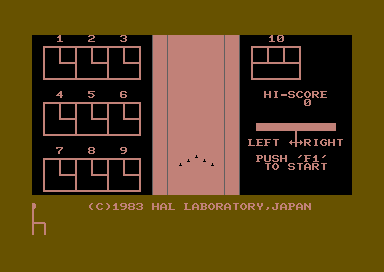 1 2 3
10
HI-SCORE
0
4 5 6
LEFT ↔RIGHT
PUSH 'F1'
TO START
7 8 9
(C)1983 HAL LABORATORY,JAPAN